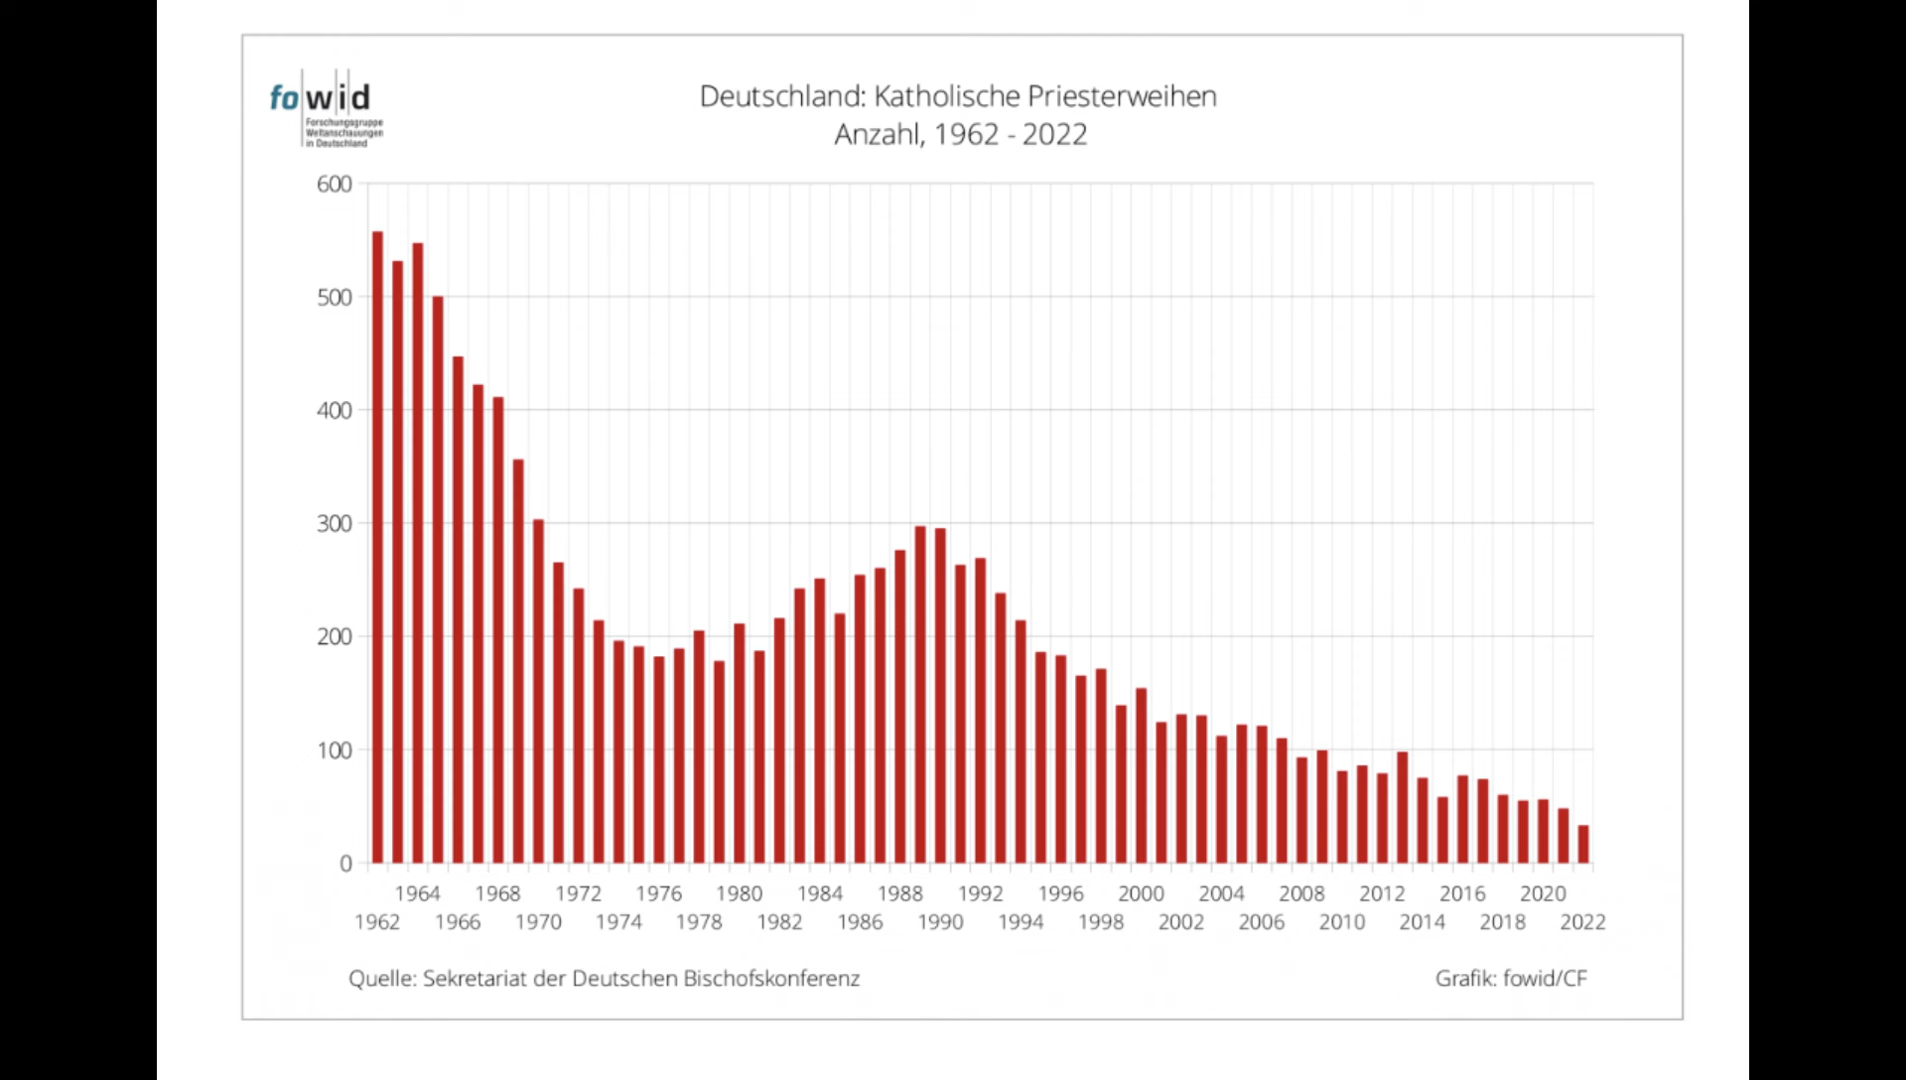 fowid
Forschungsgruppe
Weltanschauungen
in Deutschland
Deutschland: Katholische Priesterweihen
Anzahl, 1962 - 2022
600
500
400
300
200
100
0
1964 1968 1972 1976 1980 1984 1988 1992 1996 2000 2004 2008 2012 2016 2020
1962 1966 1970 1974 1978 1982 1986 1990 1994 1998 2002 2006 2010 2014 2018 2022
Quelle: Sekretariat der Deutschen Bischofskonferenz
Grafik: fowid/CF